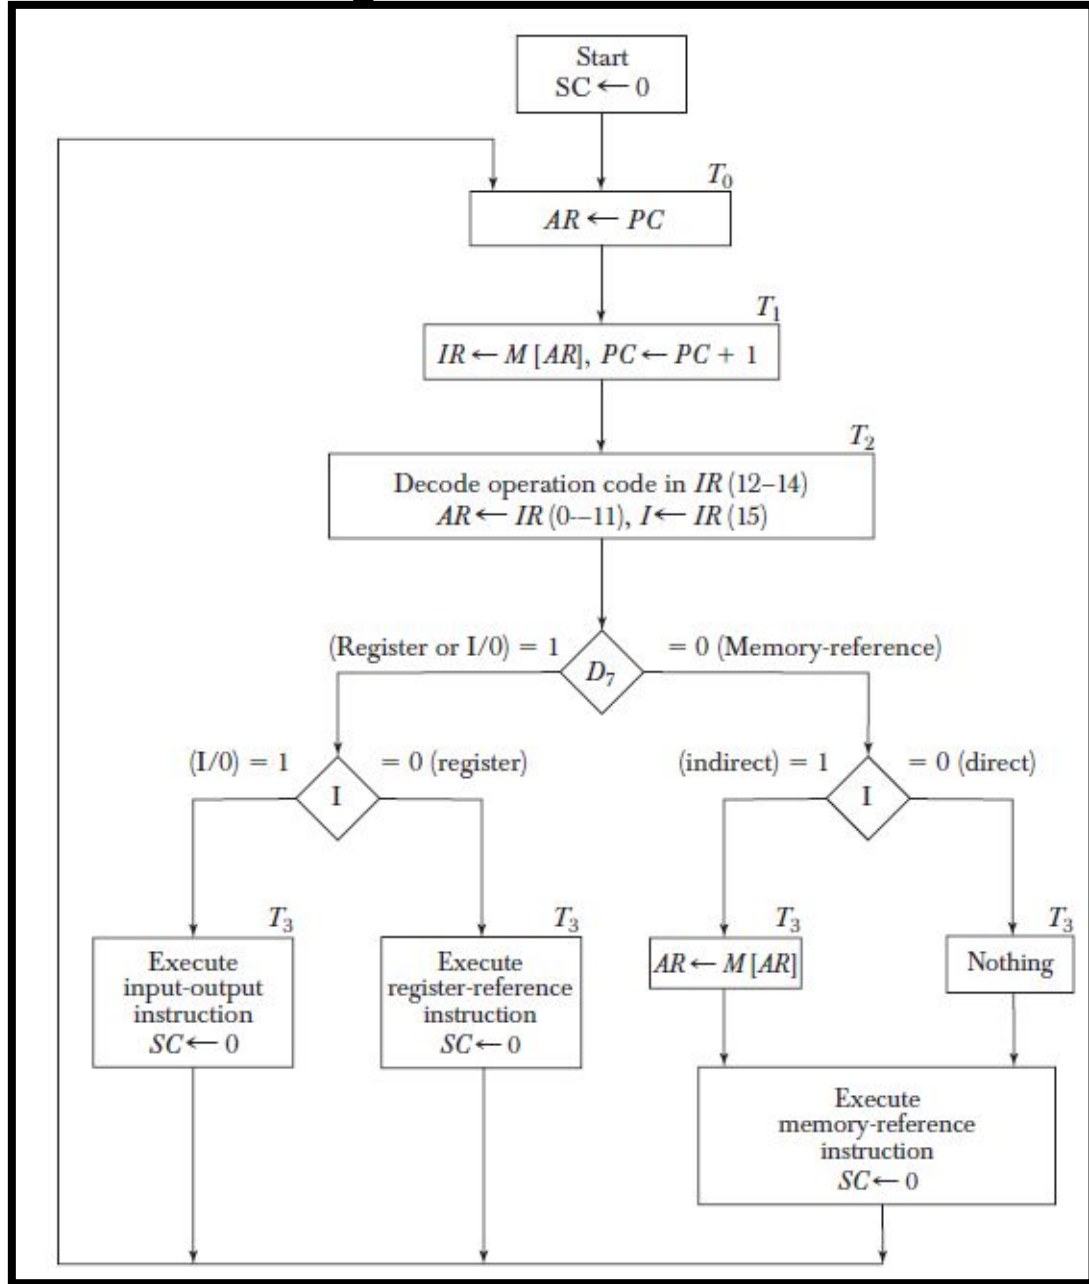 Start
SC ← 0
T0
AR ← PC
T1
IR ← M [AR], PC ← PC + 1
T2
Decode operation code in IR (12–14)
AR ← IR (0-–11), I ← IR (15)
(Register or I/0) = 1
= 0 (Memory-reference)
D7
(I/0) = 1
= 0 (register)
(indirect) = 1
= 0 (direct)
I
I
T3
T3
T3
T3
Execute
input-output
instruction
SC ← 0
Execute
register-reference
instruction
SC ← 0
AR ← M [AR]
Nothing
Execute
memory-reference
instruction
SC ← 0